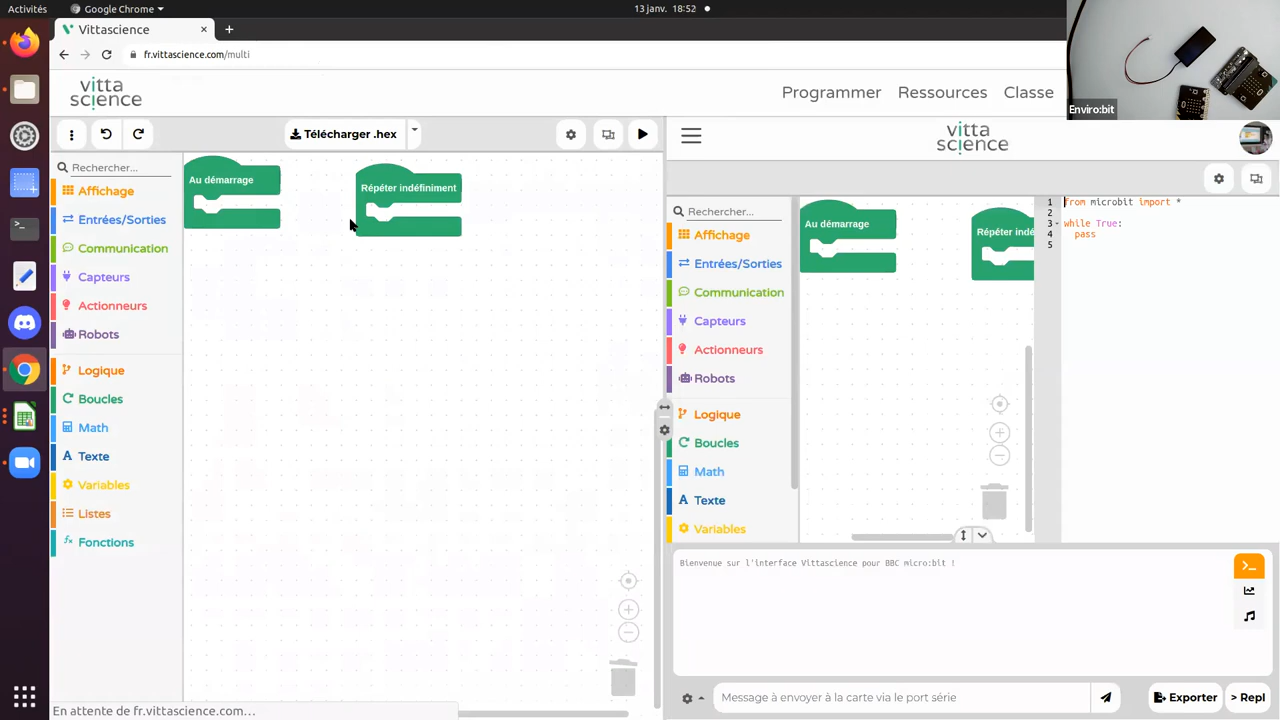 Activités
Google Chrome
13 janv. 18:52
Vittascience
fr.vittascience.com/multi
Enviro:bit
vitta
science
Programmer
Ressources
Classe
Télécharger .hex
Rechercher...
Affichage
Entrées/Sorties
Communication
Capteurs
Actionneurs
Robots
Logique
Boucles
Math
Texte
Variables
Listes
Fonctions
Au démarrage
Répéter indéfiniment
En attente de fr.vittascience.com…
vitta
science
Rechercher...
Affichage
Entrées/Sorties
Communication
Capteurs
Actionneurs
Robots
Logique
Boucles
Math
Texte
Variables
Au démarrage
Répéter indé
1 from microbit import *
2
3 while True:
4 pass
5
Bienvenue sur l'interface Vittascience pour BBC micro:bit !
Message à envoyer à la carte via le port série
Exporter
> Repl